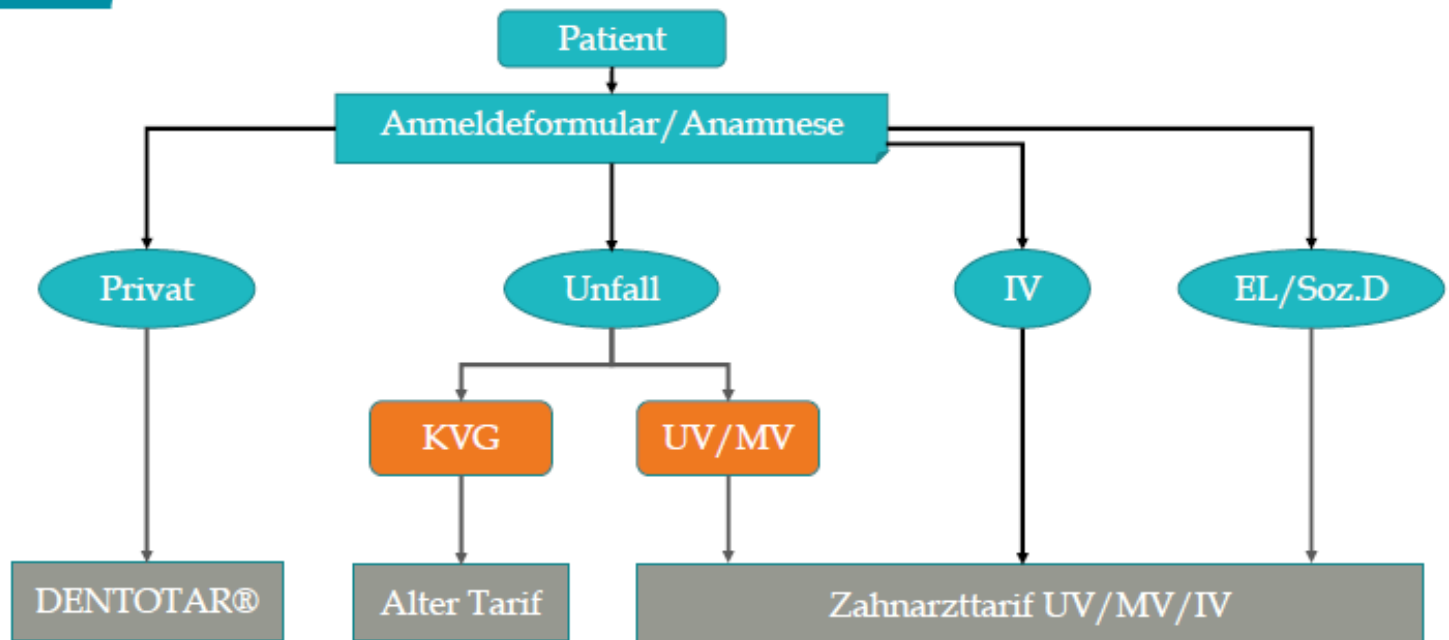 Patient
Anmeldeformular/Anamnese
Privat
Unfall
IV
EL/Soz.D
KVG
UV/MV
DENTOTAR®
Alter Tarif
Zahnarzttarif UV/MV/IV